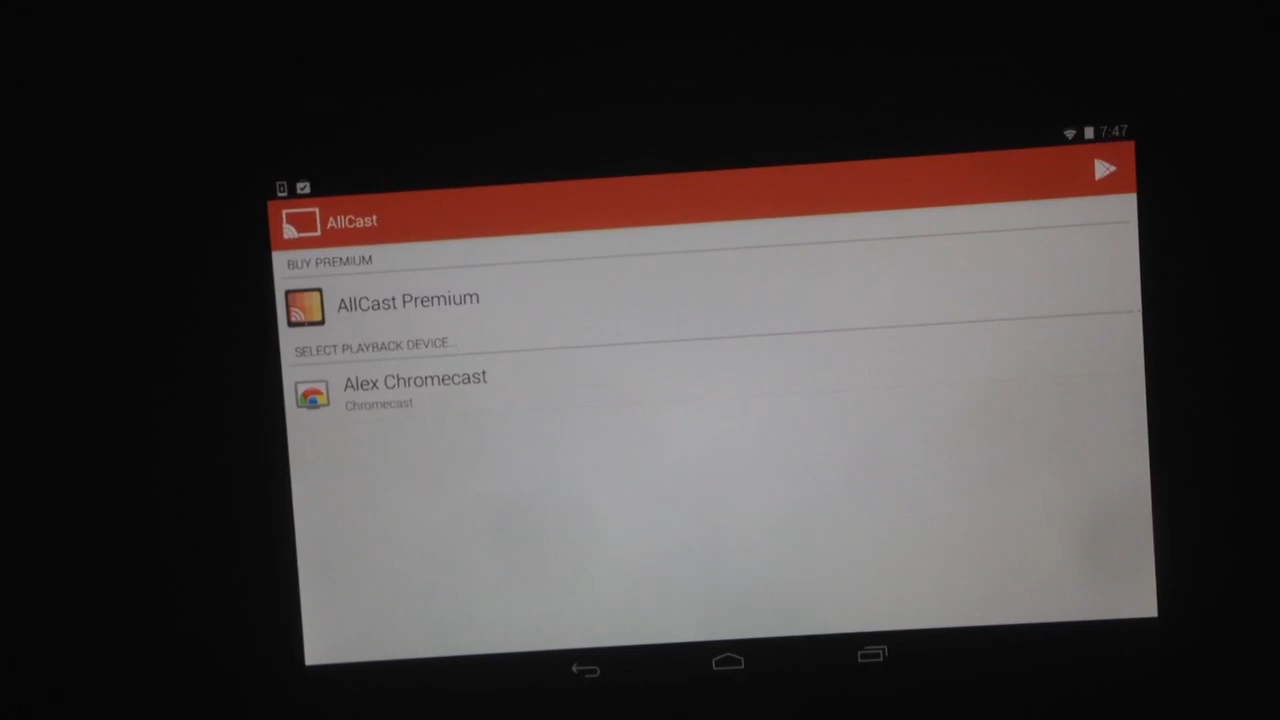 7:47
AllCast
BUY PREMIUM
AllCast Premium
SELECT PLAYBACK DEVICE...
Alex Chromecast
Chromecast